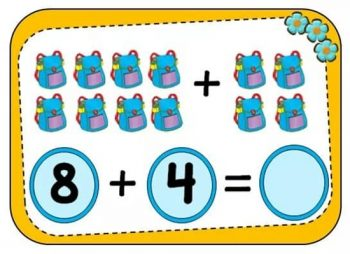 +
8 + 4 =